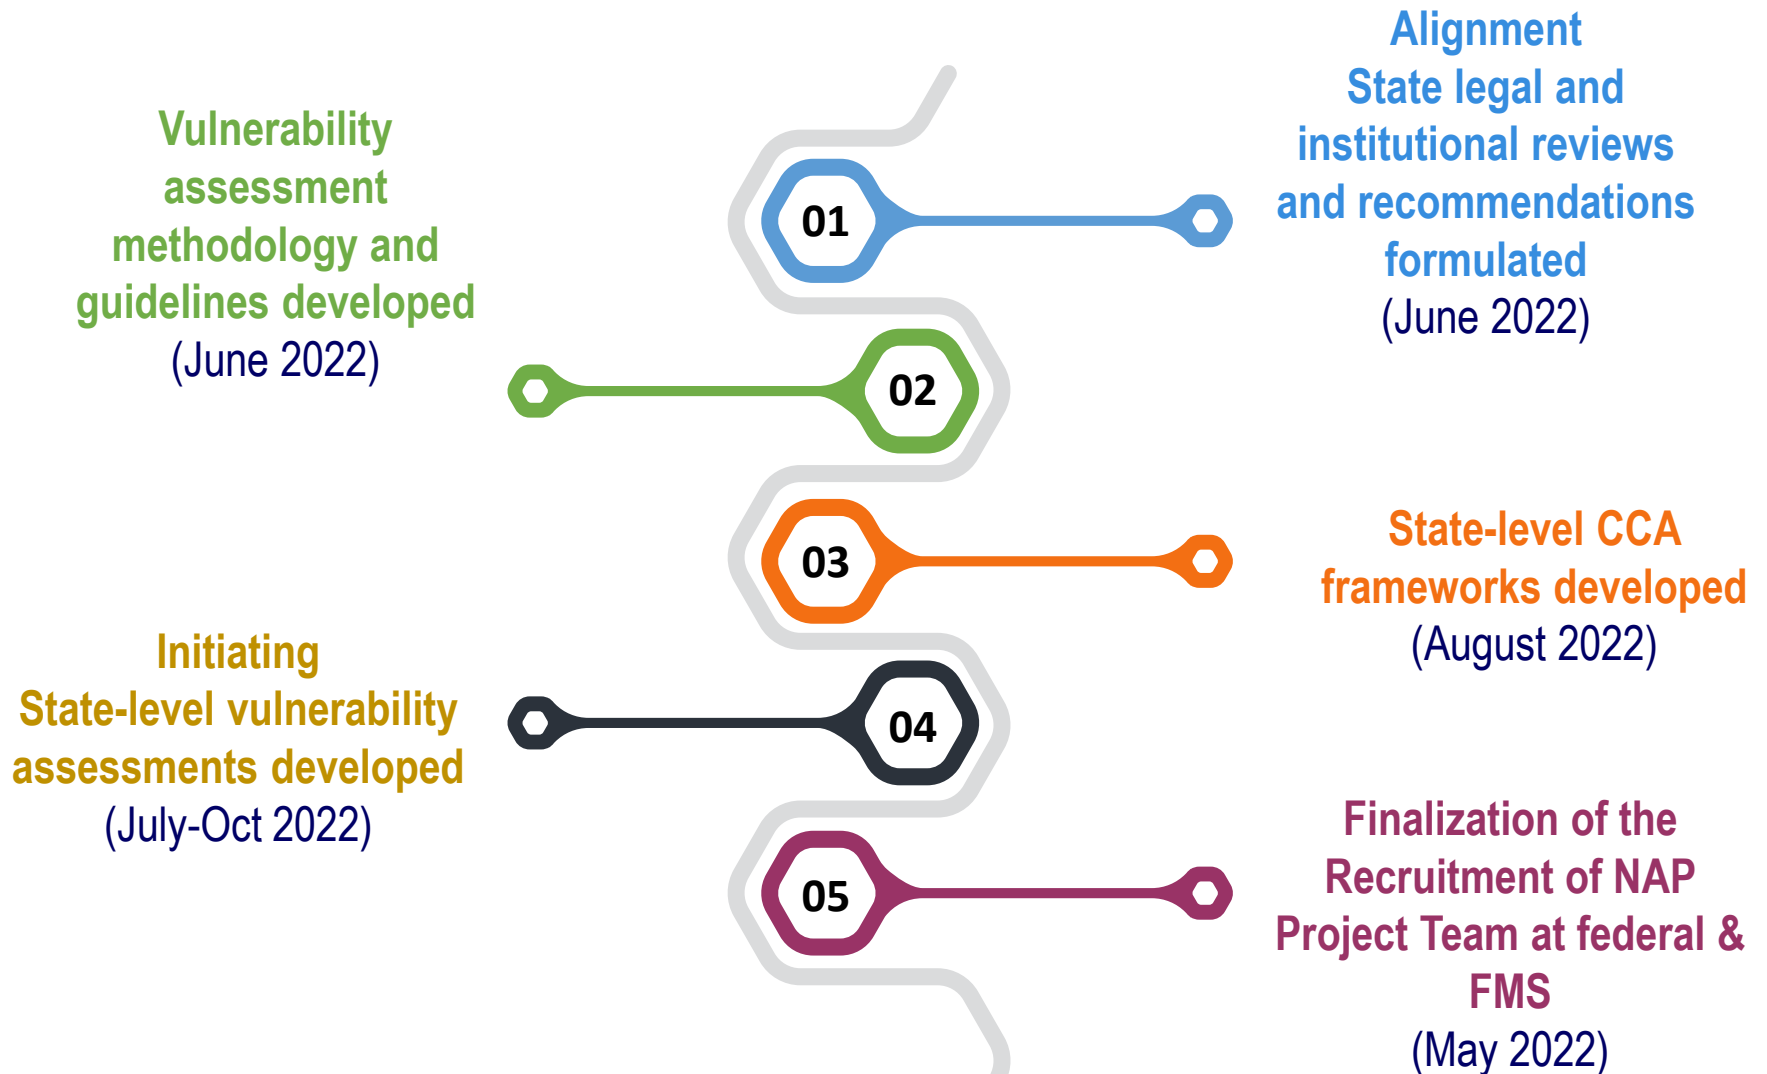 01
Alignment
State legal and
institutional reviews
and recommendations
formulated
(June 2022)
02
Vulnerability
assessment
methodology and
guidelines developed
(June 2022)
03
State-level CCA
frameworks developed
(August 2022)
04
Initiating
State-level vulnerability
assessments developed
(July-Oct 2022)
05
Finalization of the
Recruitment of NAP
Project Team at federal &
FMS
(May 2022)